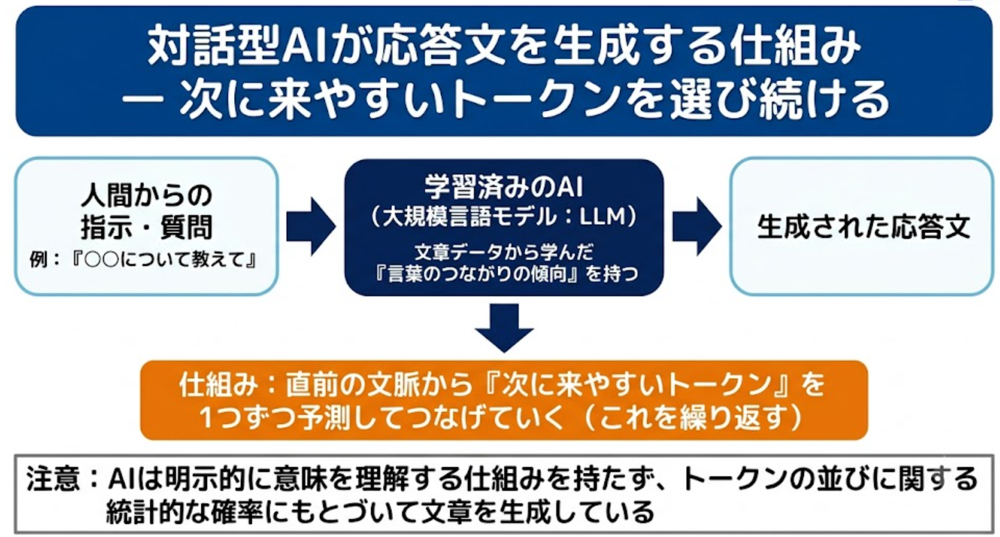 対話型AIが応答文を生成する仕組み
― 次に来やすいトークンを選び続ける
人間からの
指示・質問
例：『○○について教えて』
学習済みのAI
（大規模言語モデル：LLM）
文章データから学んだ
『言葉のつながりの傾向』を持つ
生成された応答文
仕組み：直前の文脈から『次に来やすいトークン』を
1つずつ予測してつなげていく（これを繰り返す）
注意：AIは明示的に意味を理解する仕組みを持たず、トークンの並びに関する
統計的な確率にもとづいて文章を生成している